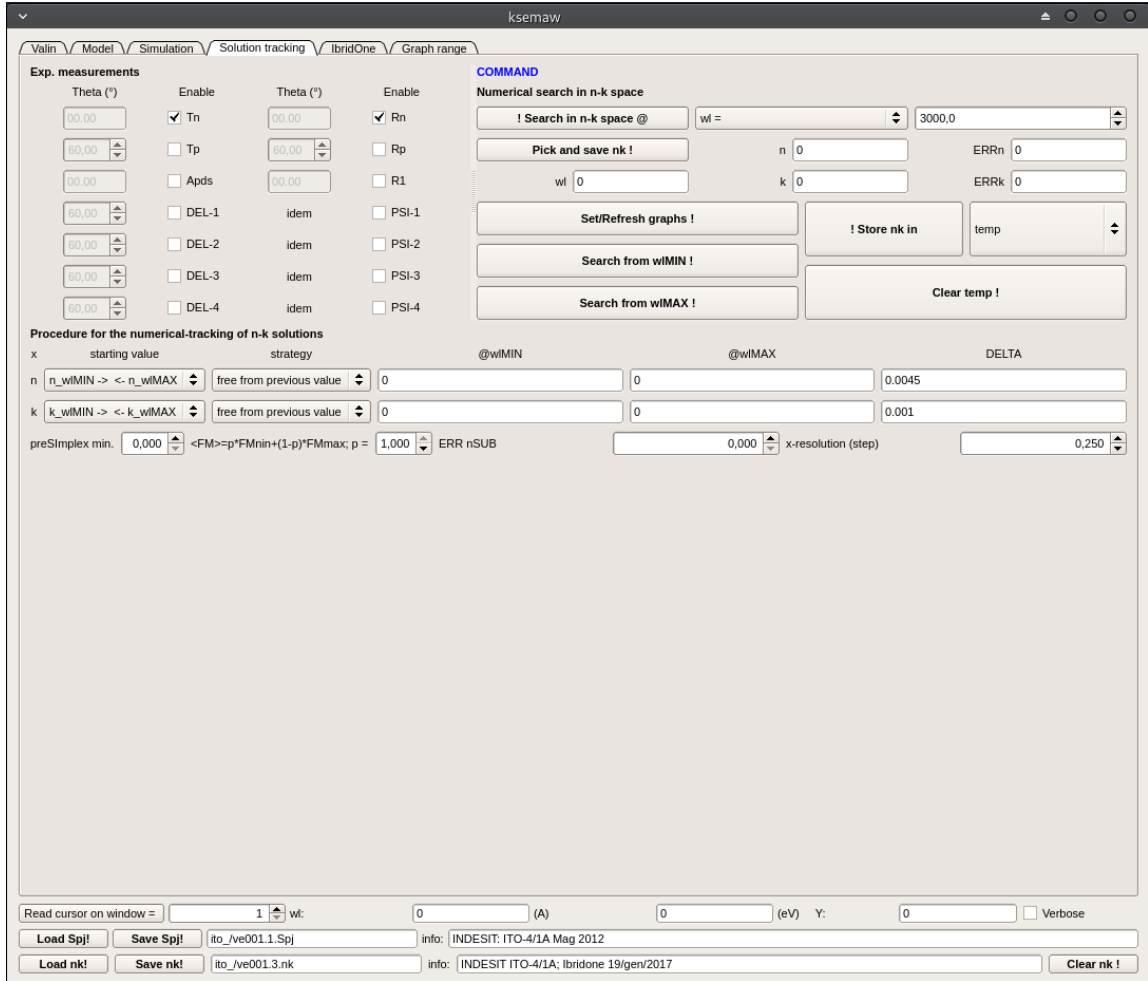 ksemaw
Valin Model Simulation Solution tracking IbridOne Graph range
Exp. measurements
Theta (°) Enable Theta (°) Enable
00.00 Tn 00.00 Rn
60,00 Tp 60,00 Rp
00.00 Apds 00.00 R1
60,00 DEL-1 idem PSI-1
60,00 DEL-2 idem PSI-2
60,00 DEL-3 idem PSI-3
60,00 DEL-4 idem PSI-4
COMMAND
Numerical search in n-k space
! Search in n-k space @ wl = 3000,0
Pick and save nk ! n 0 ERRn 0
wl 0 k 0 ERRk 0
Set/Refresh graphs ! ! Store nk in temp
Search from wlMIN !
Search from wlMAX ! Clear temp !
Procedure for the numerical-tracking of n-k solutions
x starting value strategy @wlMIN @wlMAX DELTA
n n_wlMIN -> <- n_wlMAX free from previous value 0 0 0.0045
k k_wlMIN -> <- k_wlMAX free from previous value 0 0 0.001
preSImplex min. 0,000 <FM>=p*FMnin+(1-p)*FMmax; p = 1,000 ERR nSUB 0,000 x-resolution (step) 0,250
Read cursor on window = 1 wl: 0 (A) 0 (eV) Y: 0 Verbose
Load Spj! Save Spj! ito_/ve001.1.Spj info: INDESIT: ITO-4/1A Mag 2012
Load nk! Save nk! ito_/ve001.3.nk info: INDESIT ITO-4/1A; Ibridone 19/gen/2017 Clear nk !